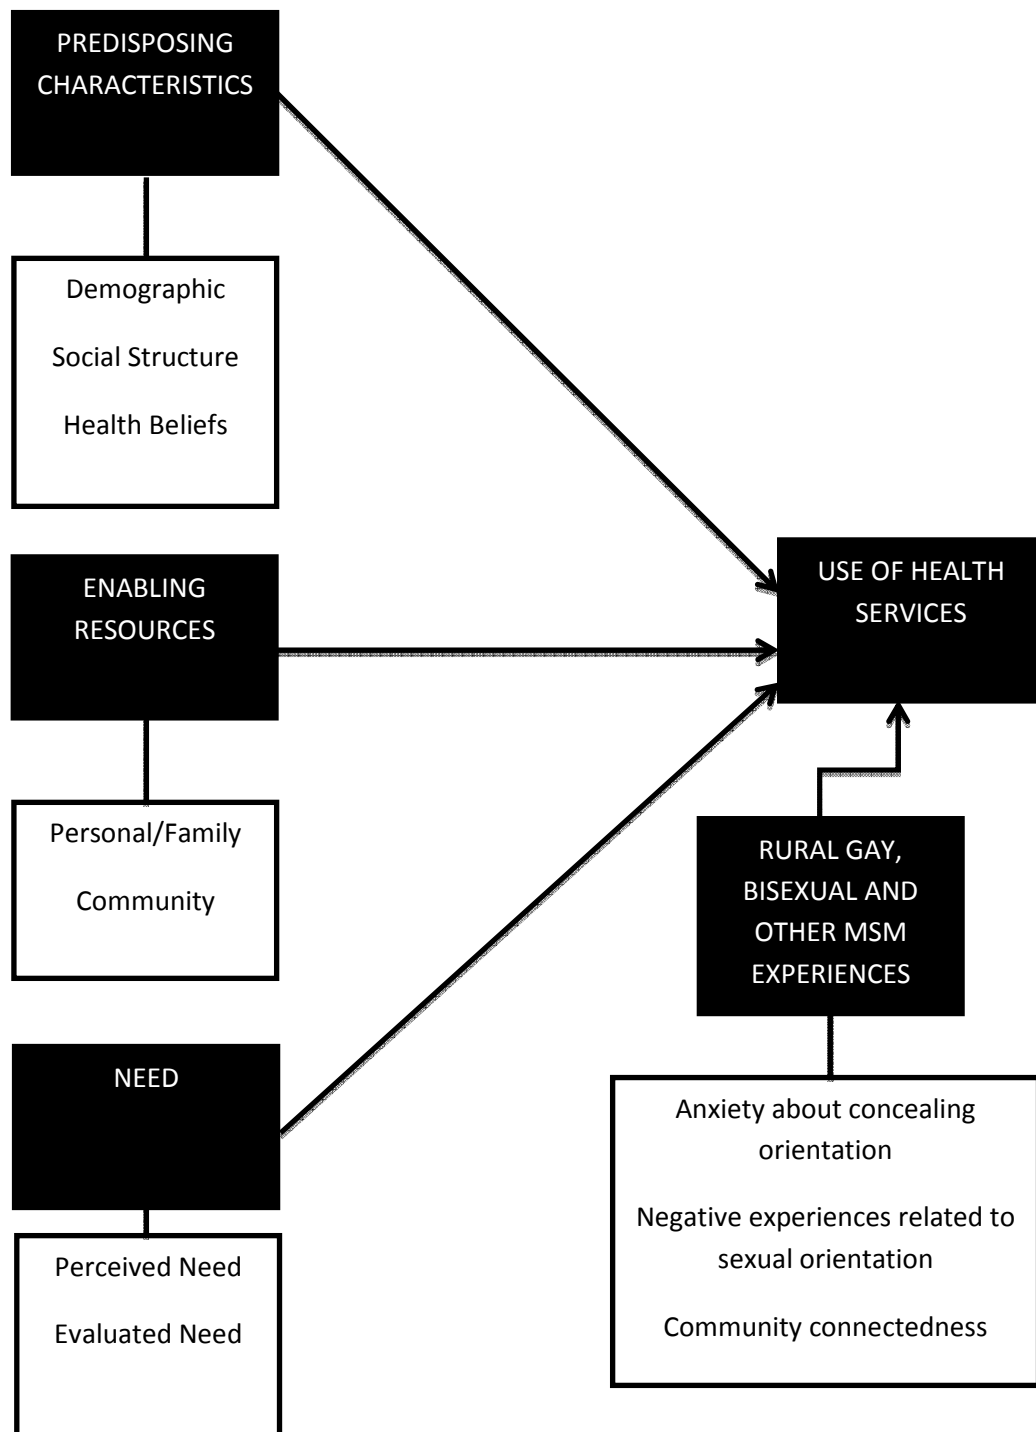 PREDISPOSING
CHARACTERISTICS
Demographic
Social Structure
Health Beliefs
ENABLING
RESOURCES
Personal/Family
Community
NEED
Perceived Need
Evaluated Need
USE OF HEALTH
SERVICES
RURAL GAY,
BISEXUAL AND
OTHER MSM
EXPERIENCES
Anxiety about concealing
orientation
Negative experiences related to
sexual orientation
Community connectedness